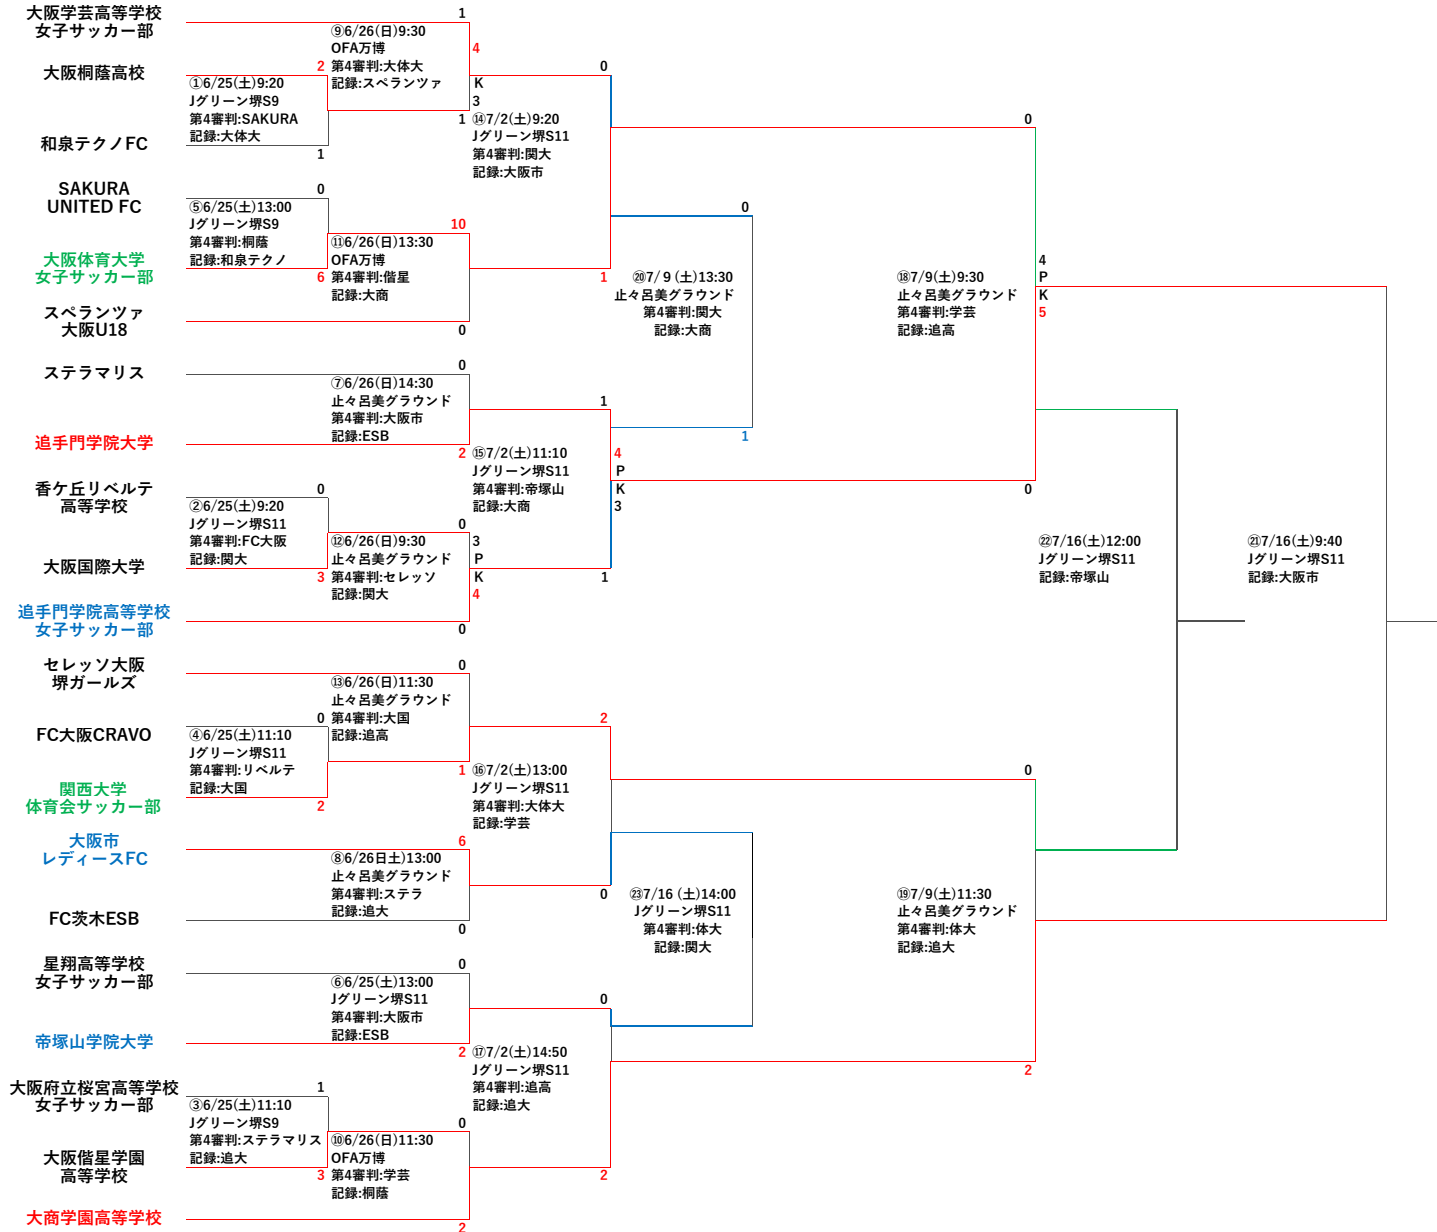 大阪学芸高等学校
女子サッカー部
大阪桐蔭高校
和泉テクノFC
SAKURA
UNITED FC
大阪体育大学
女子サッカー部
スペランツァ
大阪U18
ステラマリス
追手門学院大学
香ケ丘リベルテ
高等学校
大阪国際大学
追手門学院高等学校
女子サッカー部
セレッソ大阪
堺ガールズ
FC大阪CRAVO
関西大学
体育会サッカー部
大阪市
レディースFC
FC茨木ESB
星翔高等学校
女子サッカー部
帝塚山学院大学
大阪府立桜宮高等学校
女子サッカー部
大阪偕星学園
高等学校
大商学園高等学校
2
①6/25(土)9:20
Jグリーン堺S9
第4審判:SAKURA
記録:大体大
1
0
⑤6/25(土)13:00
Jグリーン堺S9
第4審判:桐蔭
記録:和泉テクノ
6
0
②6/25(土)9:20
Jグリーン堺S11
第4審判:FC大阪
記録:関大
3
0
④6/25(土)11:10
Jグリーン堺S11
第4審判:リベルテ
記録:大国
2
1
③6/25(土)11:10
Jグリーン堺S9
第4審判:ステラマリス
記録:追大
3
1
⑨6/26(日)9:30
OFA万博
第4審判:大体大
記録:スペランツァ
4
K
3
1
10
⑪6/26(日)13:30
OFA万博
第4審判:偕星
記録:大商
0
0
⑦6/26(日)14:30
止々呂美グラウンド
第4審判:大阪市
記録:ESB
2
0
⑫6/26(日)9:30
止々呂美グラウンド
第4審判:セレッソ
記録:関大
3
P
K
4
0
0
⑬6/26(日)11:30
止々呂美グラウンド
第4審判:大国
記録:追高
1
6
⑧6/26日土)13:00
止々呂美グラウンド
第4審判:ステラ
記録:追大
0
0
⑥6/25(土)13:00
Jグリーン堺S11
第4審判:大阪市
記録:ESB
2
0
⑩6/26(日)11:30
OFA万博
第4審判:学芸
記録:桐蔭
2
0
⑭7/2(土)9:20
Jグリーン堺S11
第4審判:関大
記録:大阪市
1
1
⑮7/2(土)11:10
Jグリーン堺S11
第4審判:帝塚山
記録:大商
4
P
K
3
1
2
⑯7/2(土)13:00
Jグリーン堺S11
第4審判:大体大
記録:学芸
0
0
⑰7/2(土)14:50
Jグリーン堺S11
第4審判:追高
記録:追大
2
0
⑳7/９(土)13:30
止々呂美グラウンド
第4審判:関大
記録:大商
1
㉓7/16 (土)14:00
Jグリーン堺S11
第4審判:体大
記録:関大
0
⑱7/9(土)9:30
止々呂美グラウンド
第4審判:学芸
記録:追高
4
P
K
5
0
0
⑲7/9(土)11:30
止々呂美グラウンド
第4審判:体大
記録:追大
2
㉒7/16(土)12:00
Jグリーン堺S11
記録:帝塚山
㉑7/16(土)9:40
Jグリーン堺S11
記録:大阪市